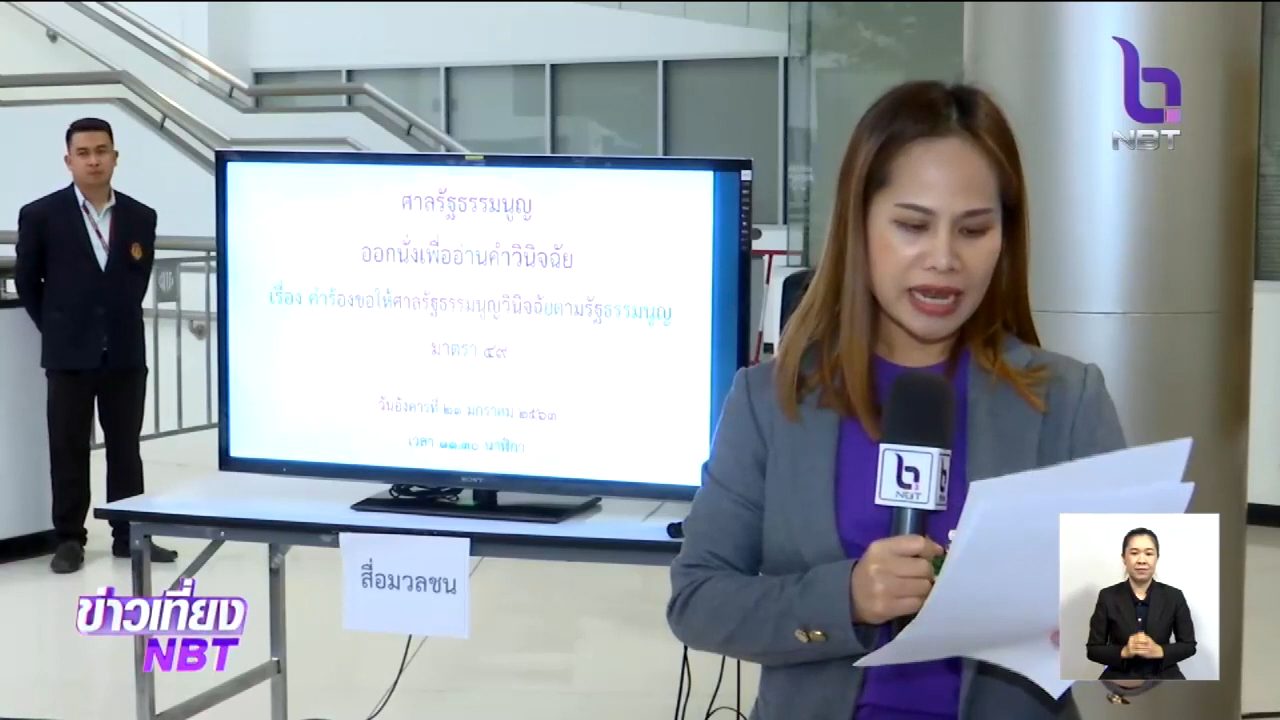 NBT
ศาลรัฐธรรมนูญ
ออกนั่งเพื่ออ่านคำวินิจฉัย
เรื่อง คำร้องขอให้ศาลรัฐธรรมนูญวินิจฉัยตามรัฐธรรมนูญ
มาตรา ๔๙
วันอังคารที่ ๒๑ มกราคม ๒๕๖๓
เวลา ๑๑.๓๐ นาฬิกา
SONY
NBT
สื่อมวลชน
ข่าวเที่ยง
NBT